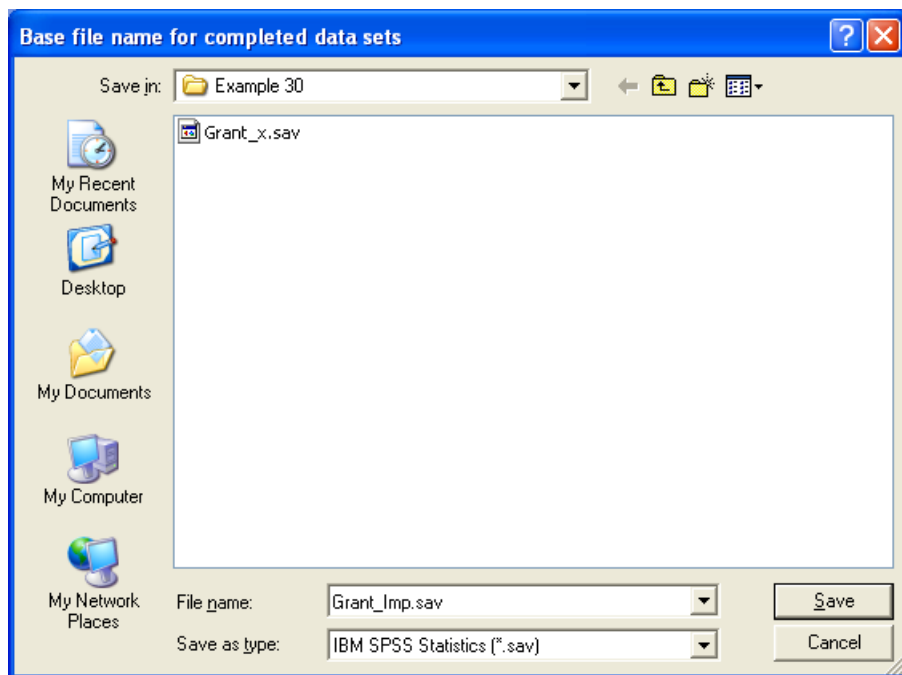 Base file name for completed data sets
Save in:
Example 30
Grant_x.sav
My Recent
Documents
Desktop
My Documents
My Computer
My Network
Places
File name:
Grant_Imp.sav
Save
Save as type:
IBM SPSS Statistics (*.sav)
Cancel